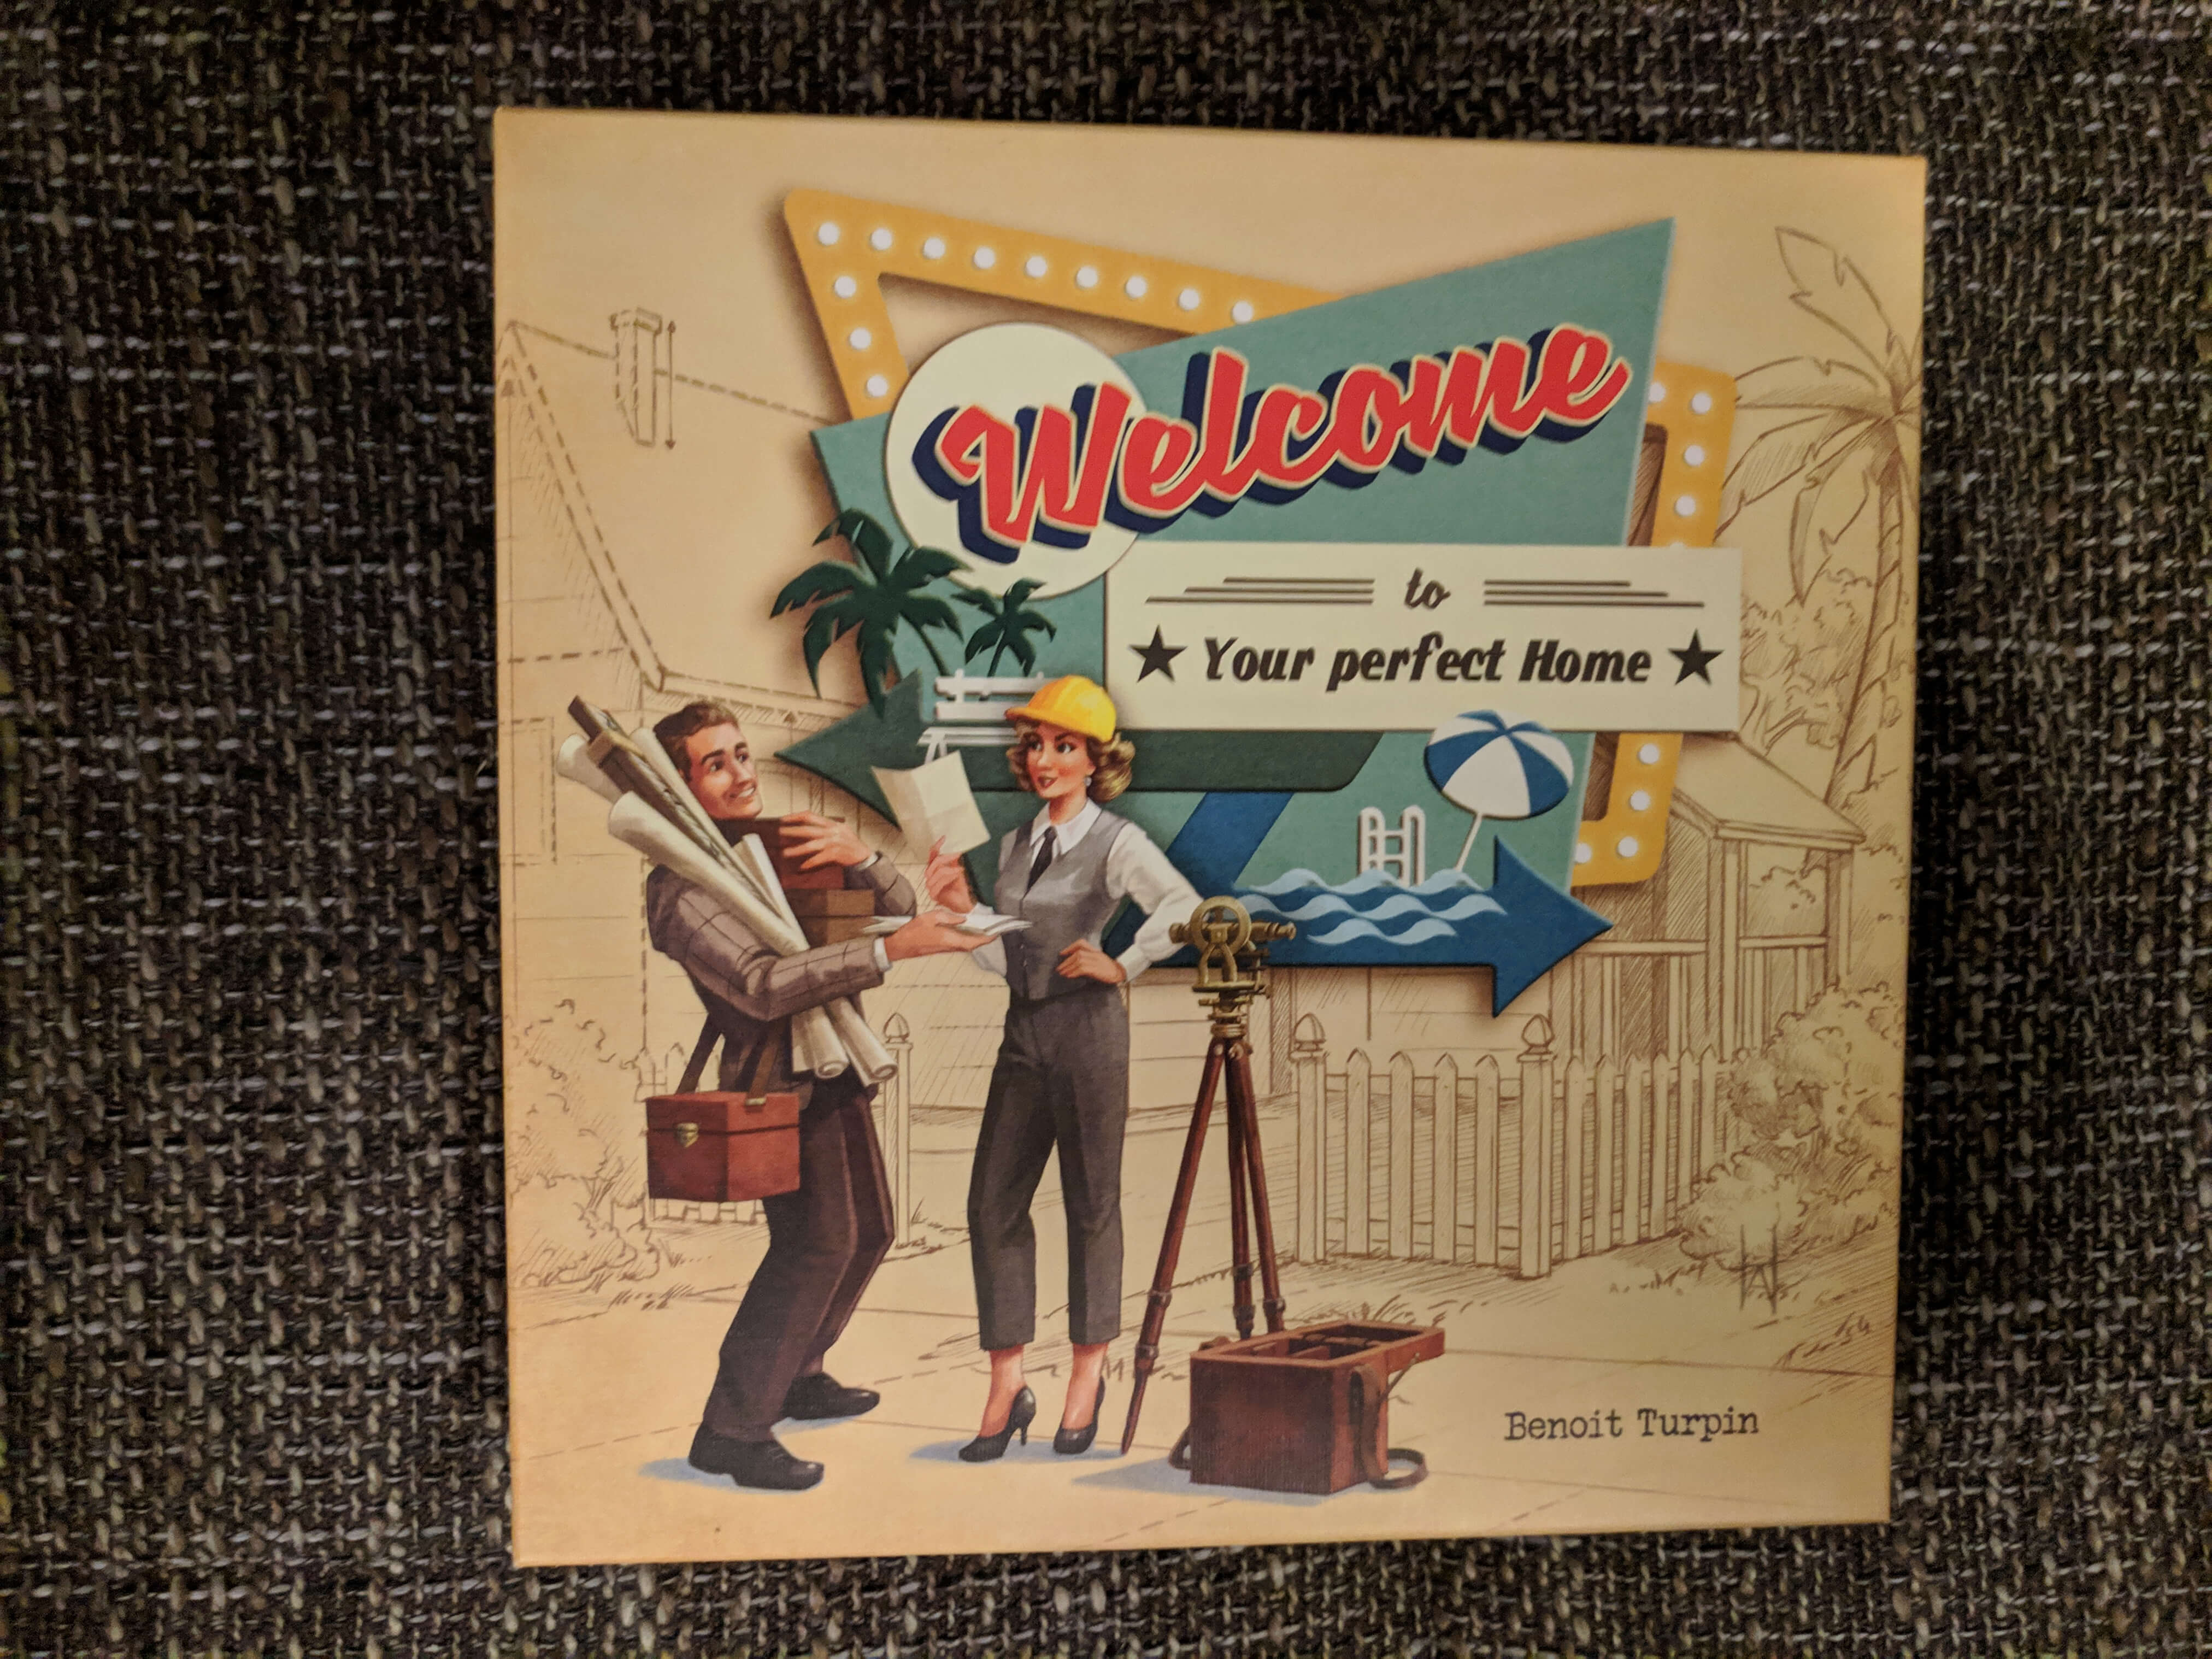 Welcome
to
Your perfect Home
Benoit Turpin